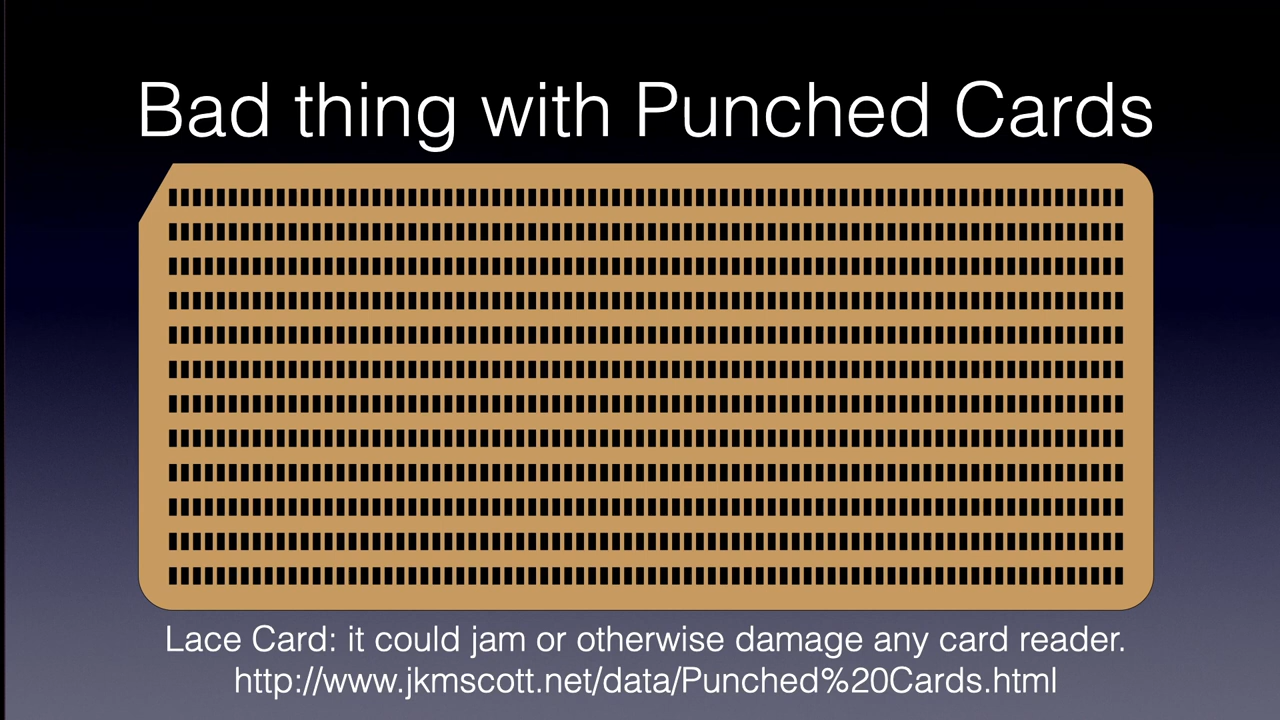 Bad thing with Punched Cards
Lace Card: it could jam or otherwise damage any card reader.
http://www.jkmscott.net/data/Punched%20Cards.html